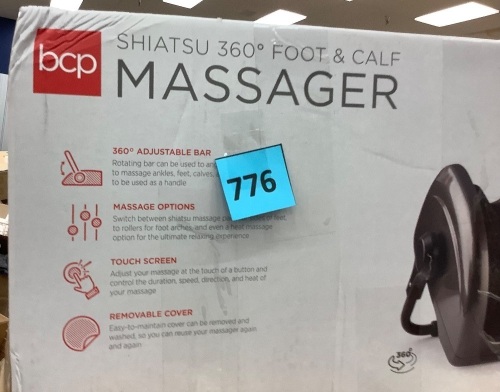 bcp
SHIATSU 360° FOOT & CALF
MASSAGER
360° ADJUSTABLE BAR
Rotating bar can be used to
to massage ankles, feet, calves,
to be used as a handle
776
MASSAGE OPTIONS
Switch between shiatsu massage feet,
to rollers for foot arches, and even a heat massage
option for the ultimate relaxing experience
TOUCH SCREEN
Adjust your massage at the touch of a button and
control the duration, speed, direction, and heat of
your massage
REMOVABLE COVER
Easy-to-maintain cover can be removed and
washed, so you can reuse your massager again
and again
360°